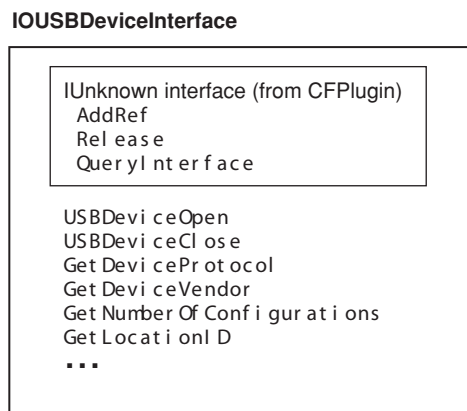 IOUSBDeviceInterface
IUnknown interface (from CFPlugin)
AddRef
Release
QueryInterface
USBDeviceOpen
USBDeviceClose
GetDeviceProtocol
GetDeviceVendor
GetNumberOfConfigurations
GetLocationID
...